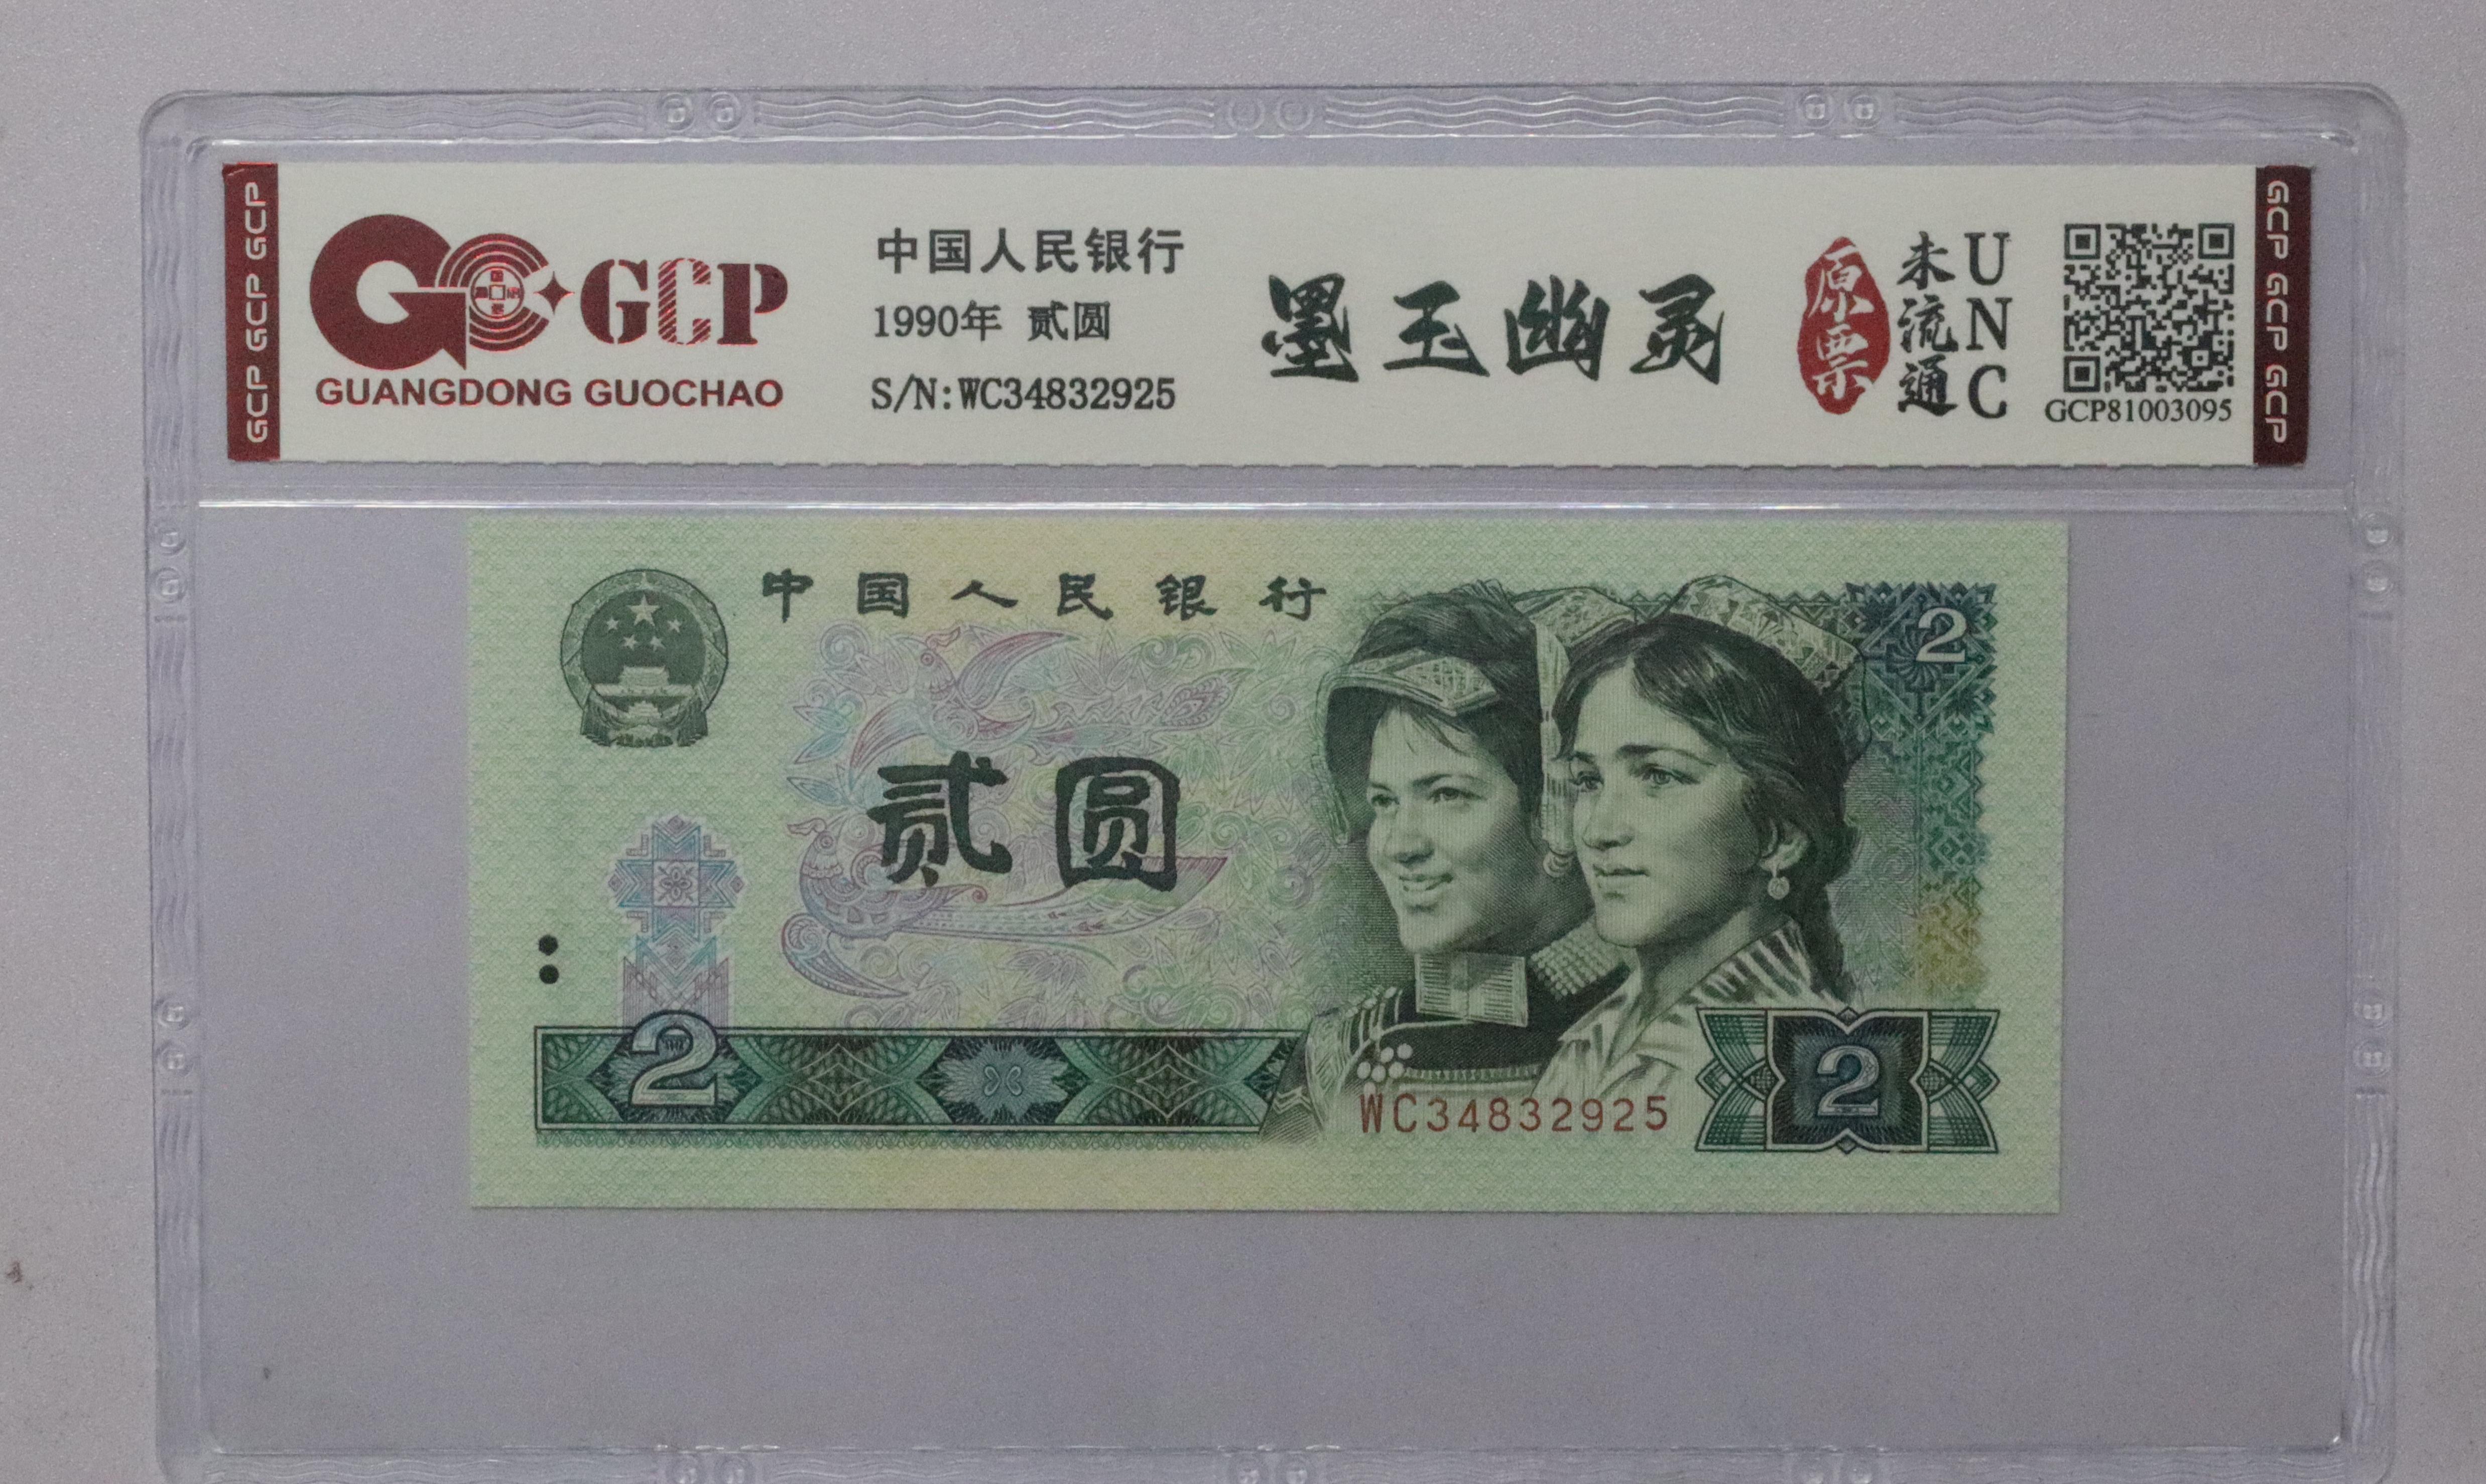 GCP GCP GCP
GCP
GUANGDONG GUOCHAO
中国人民银行
1990年 贰圆
S/N:WC34832925
墨玉幽灵
原票
未流通
UNC
GCP81003095
GCP GCP GCP
中国人民银行
2
贰圆
2
WC34832925
2